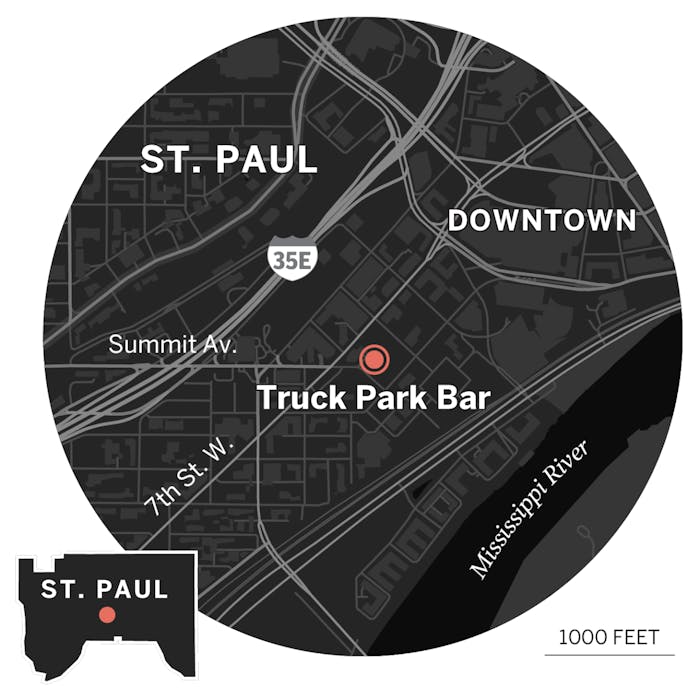 ST. PAUL
DOWNTOWN
35E
Summit Av.
Truck Park Bar
7th St. W.
Mississippi River
ST. PAUL
1000 FEET